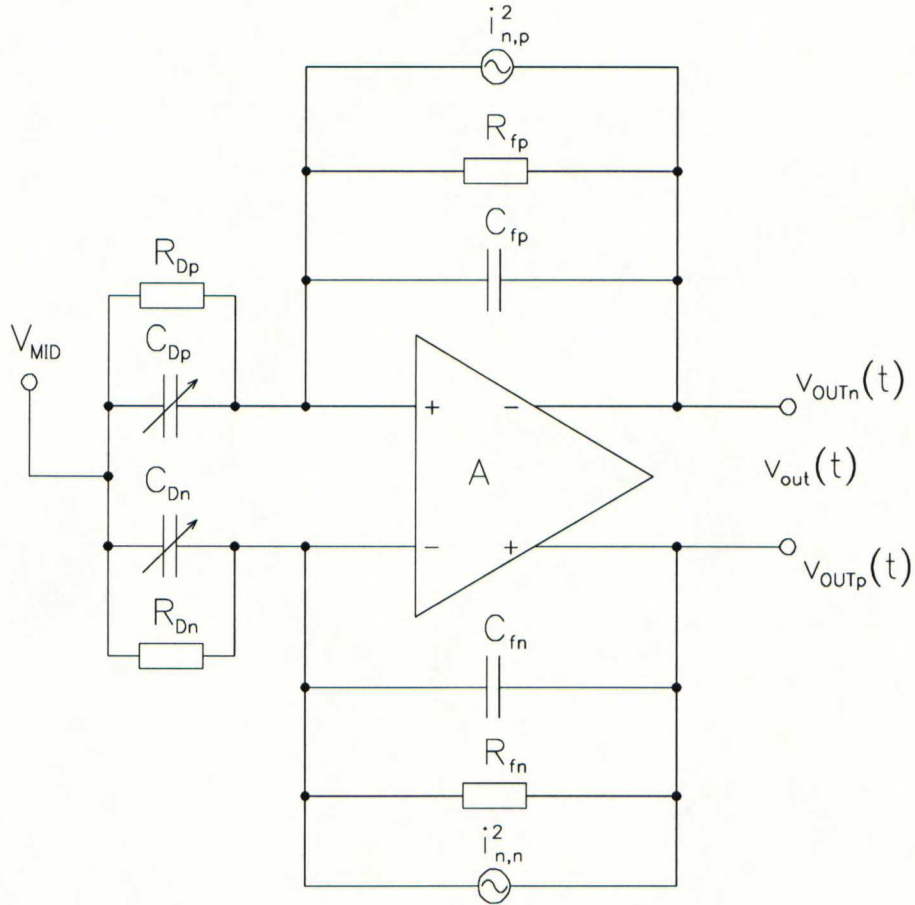 i²n,p
Rfp
Cfp
RDp
CDp
VMID
+ −
vOUTn(t)
A
vout(t)
CDn
− +
vOUTp(t)
RDn
Cfn
Rfn
i²n,n